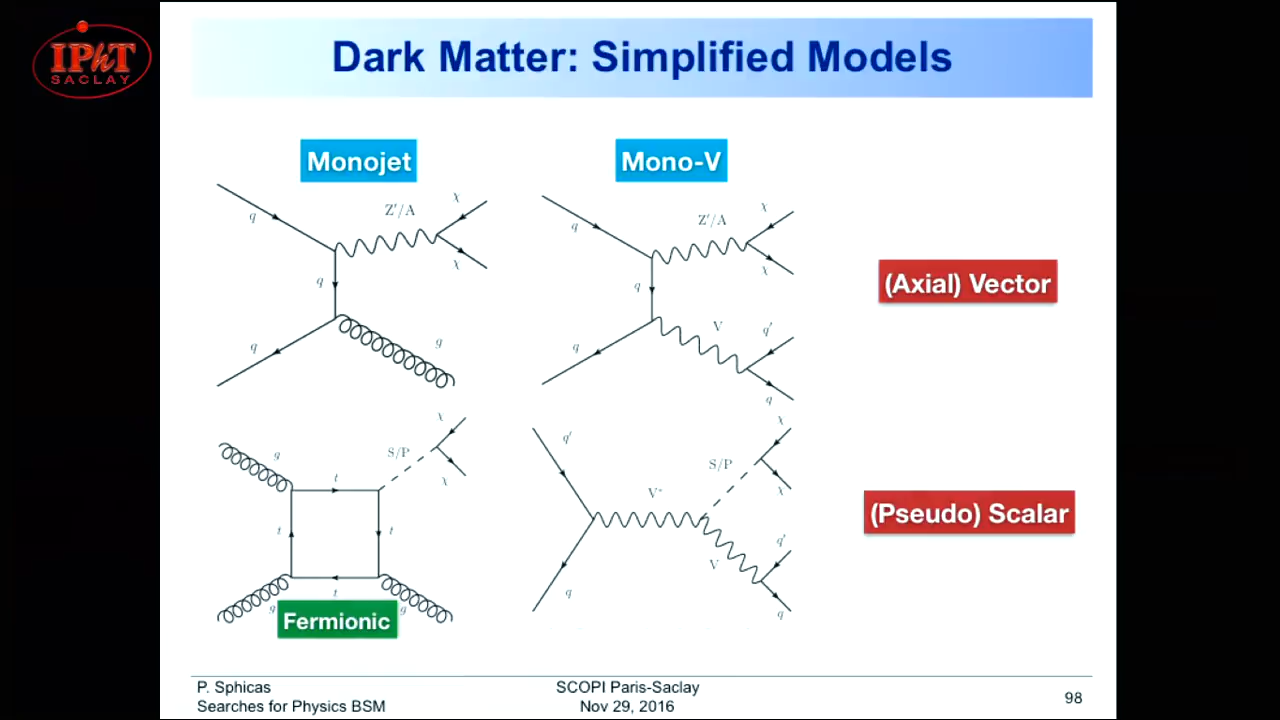 IPhT
SACLAY
Dark Matter: Simplified Models
Monojet
Mono-V
q
Z′/A
χ
χ
q
q
g
q
Z′/A
χ
χ
q
q
V
q′
q
(Axial) Vector
g
t
S/P
χ
χ
t
t
g
t
g
Fermionic
q′
V*
S/P
χ
χ
q
V
q′
q
(Pseudo) Scalar
P. Sphicas
Searches for Physics BSM
SCOPI Paris-Saclay
Nov 29, 2016
98